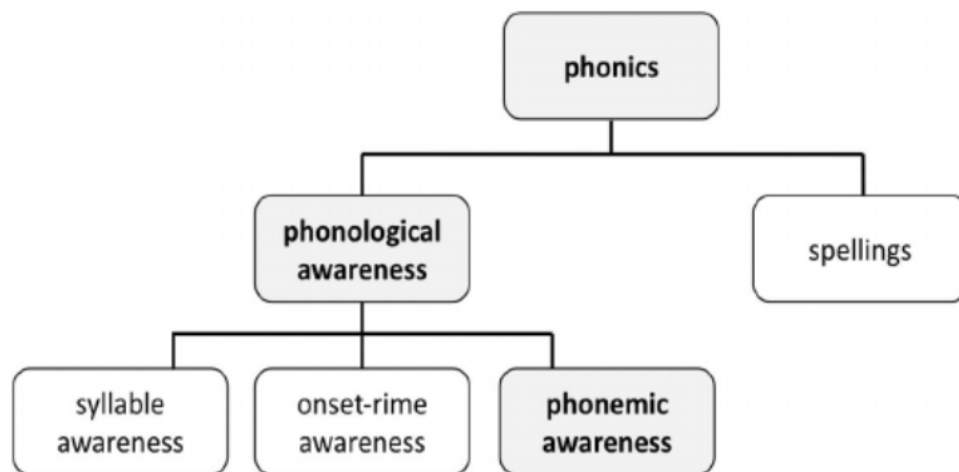 phonics
phonological
awareness
spellings
syllable
awareness
onset-rime
awareness
phonemic
awareness